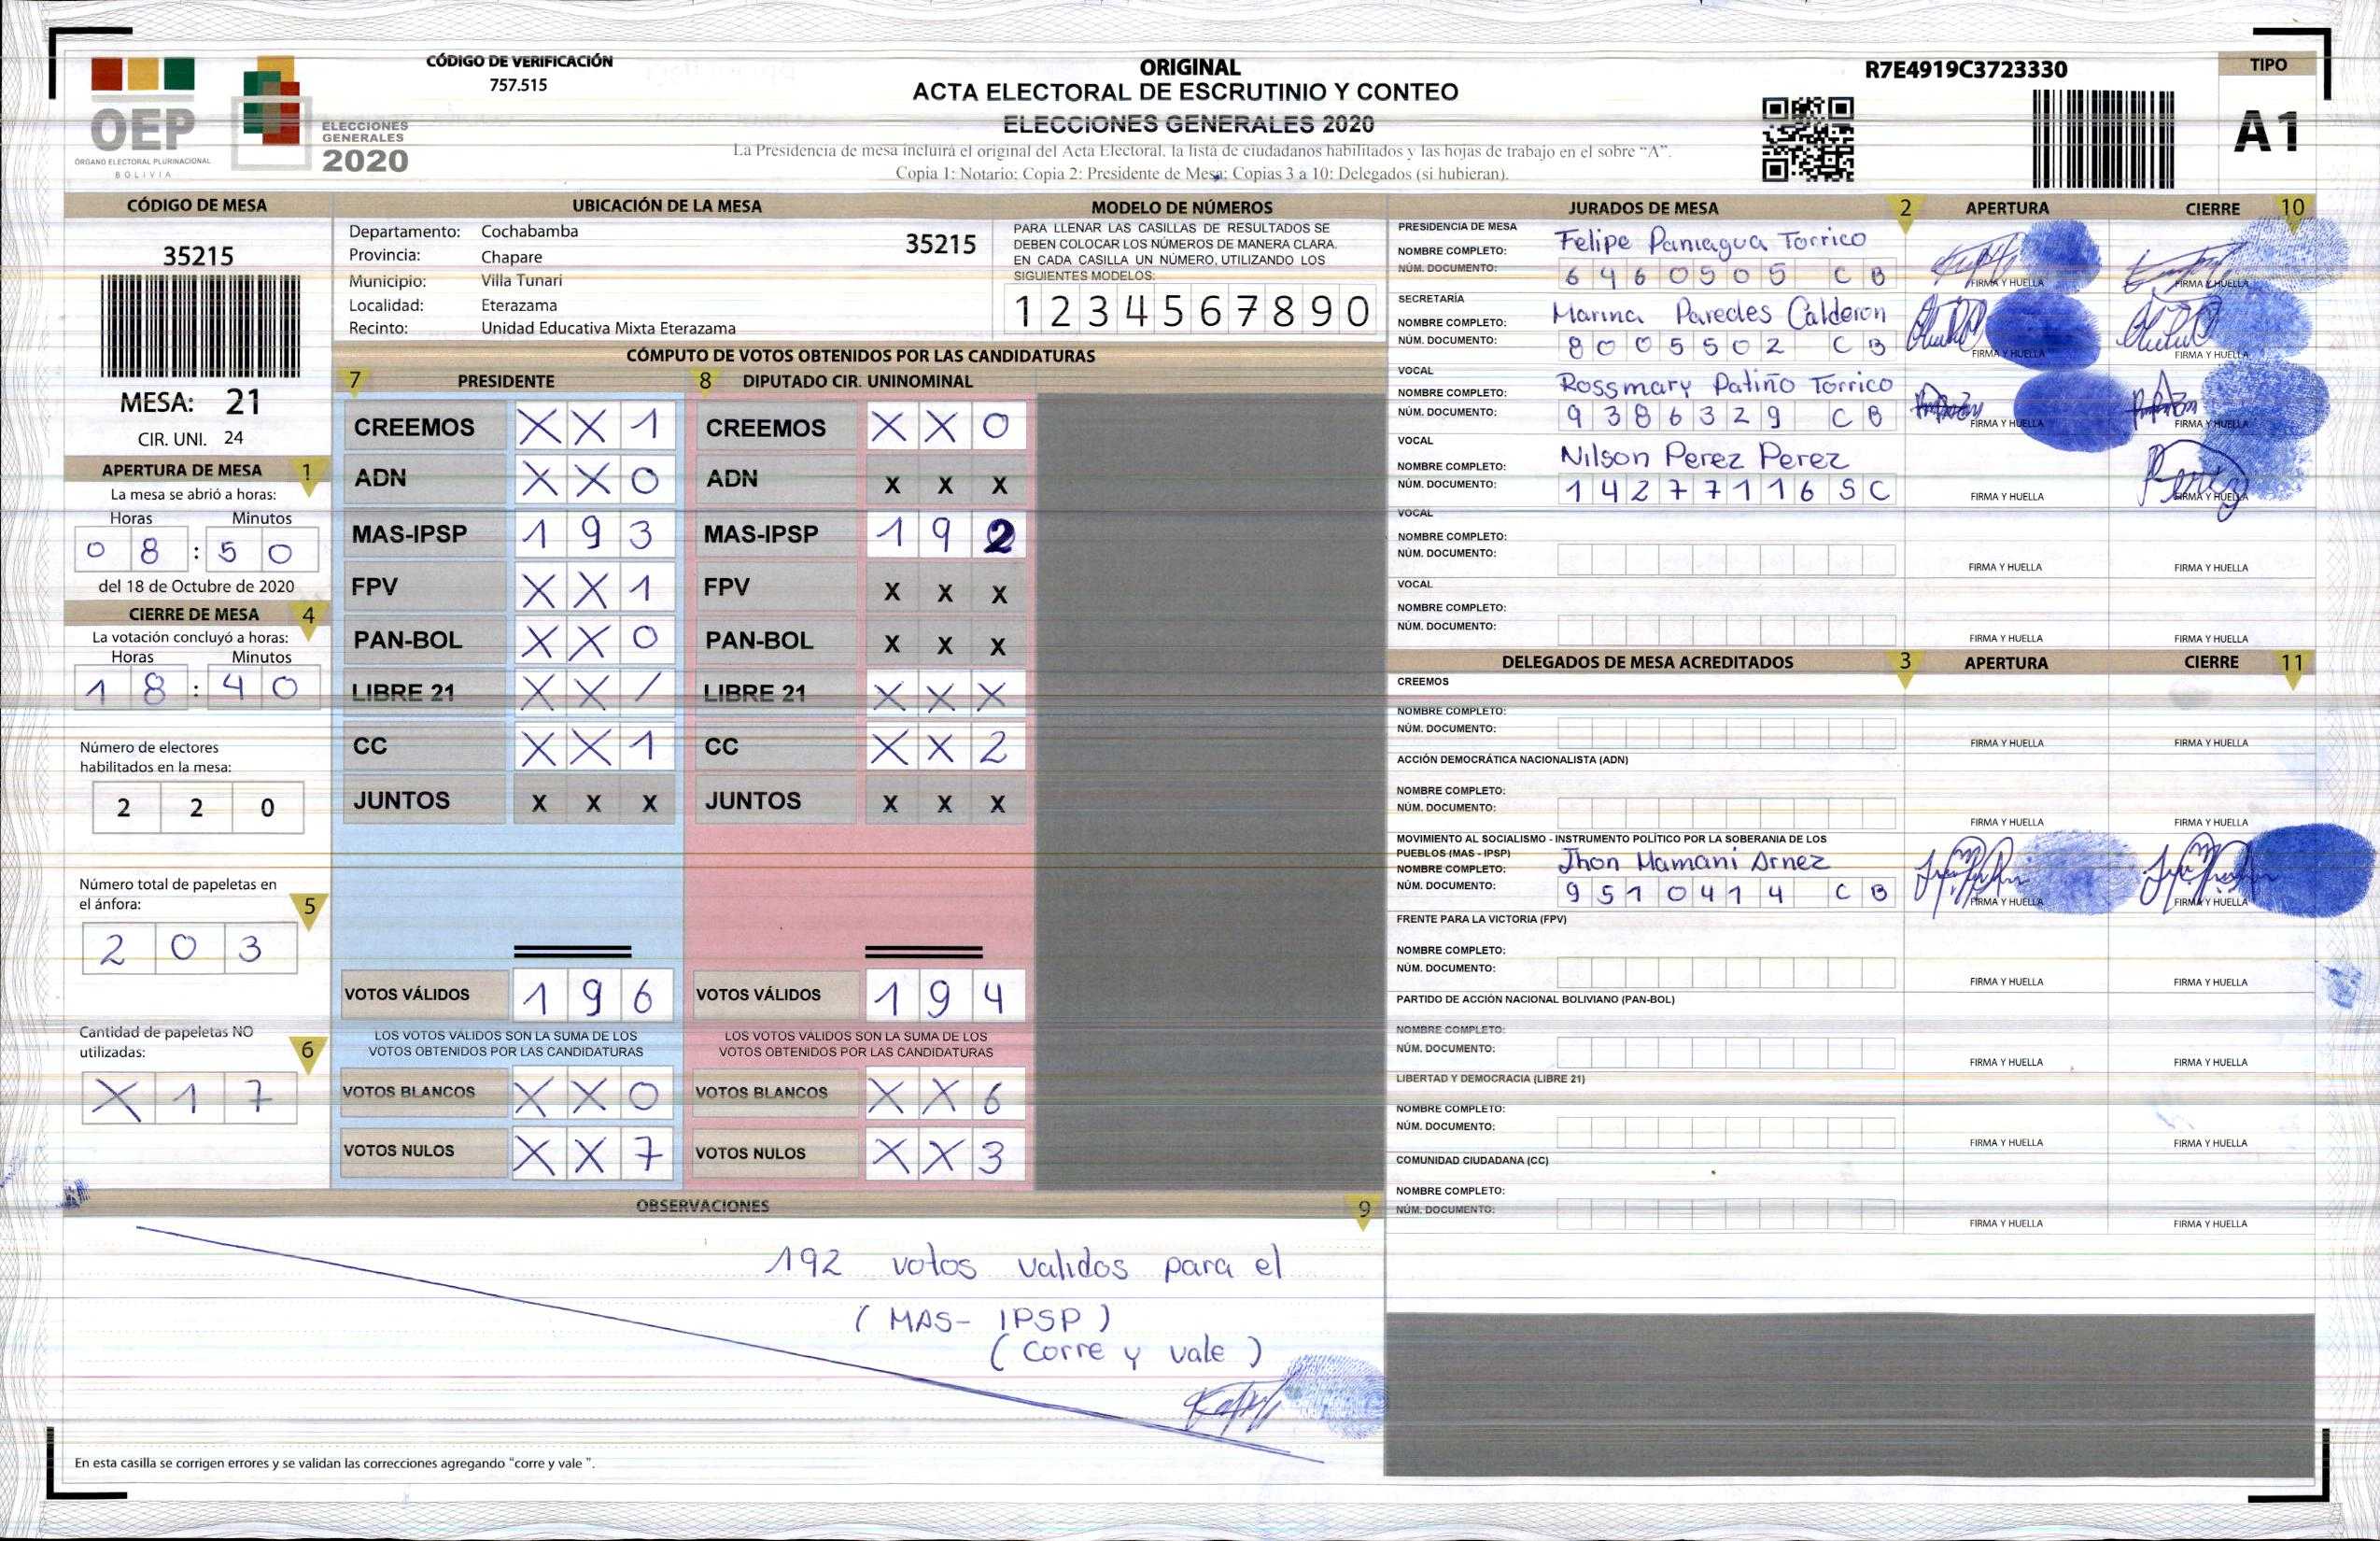 CÓDIGO DE VERIFICACIÓN
757.515
ORIGINAL
ACTA ELECTORAL DE ESCRUTINIO Y CONTEO
ELECCIONES GENERALES 2020
La Presidencia de mesa incluirá el original del Acta Electoral, la lista de ciudadanos habilitados y las hojas de trabajo en el sobre “A”.
Copia 1: Notario; Copia 2: Presidente de Mesa; Copias 3 a 10: Delegados (si hubieran).
R7E4919C3723330
TIPO
A1
OEP
ÓRGANO ELECTORAL PLURINACIONAL
BOLIVIA
ELECCIONES
GENERALES
2020
CÓDIGO DE MESA
35215
MESA: 21
CIR. UNI. 24
APERTURA DE MESA 1
La mesa se abrió a horas:
Horas Minutos
0 8 : 5 0
del 18 de Octubre de 2020
CIERRE DE MESA 4
La votación concluyó a horas:
Horas Minutos
1 8 : 4 0
Número de electores
habilitados en la mesa:
2 2 0
Número total de papeletas en
el ánfora: 5
2 0 3
Cantidad de papeletas NO
utilizadas: 6
X 1 7
UBICACIÓN DE LA MESA
Departamento: Cochabamba 35215
Provincia: Chapare
Municipio: Villa Tunari
Localidad: Eterazama
Recinto: Unidad Educativa Mixta Eterazama
MODELO DE NÚMEROS
PARA LLENAR LAS CASILLAS DE RESULTADOS SE
DEBEN COLOCAR LOS NÚMEROS DE MANERA CLARA.
EN CADA CASILLA UN NÚMERO, UTILIZANDO LOS
SIGUIENTES MODELOS:
1 2 3 4 5 6 7 8 9 0
CÓMPUTO DE VOTOS OBTENIDOS POR LAS CANDIDATURAS
7 PRESIDENTE 8 DIPUTADO CIR. UNINOMINAL
CREEMOS X X 1 CREEMOS X X 0
ADN X X 0 ADN X X X
MAS-IPSP 1 9 3 MAS-IPSP 1 9 2
FPV X X 1 FPV X X X
PAN-BOL X X 0 PAN-BOL X X X
LIBRE 21 X X / LIBRE 21 X X X
CC X X 1 CC X X 2
JUNTOS X X X JUNTOS X X X
VOTOS VÁLIDOS 1 9 6 VOTOS VÁLIDOS 1 9 4
LOS VOTOS VÁLIDOS SON LA SUMA DE LOS LOS VOTOS VÁLIDOS SON LA SUMA DE LOS
VOTOS OBTENIDOS POR LAS CANDIDATURAS VOTOS OBTENIDOS POR LAS CANDIDATURAS
VOTOS BLANCOS X X 0 VOTOS BLANCOS X X 6
VOTOS NULOS X X 7 VOTOS NULOS X X 3
OBSERVACIONES 9
192 votos validos para el
( MAS- IPSP )
( Corre y vale )
En esta casilla se corrigen errores y se validan las correcciones agregando “corre y vale ”.
JURADOS DE MESA 2 APERTURA CIERRE 10
PRESIDENCIA DE MESA
NOMBRE COMPLETO: Felipe Paniagua Torrico
NÚM. DOCUMENTO: 6 4 6 0 5 0 5 C B FIRMA Y HUELLA FIRMA Y HUELLA
SECRETARÍA
NOMBRE COMPLETO: Marina Paredes Calderon
NÚM. DOCUMENTO: 8 0 0 5 5 0 2 C B FIRMA Y HUELLA FIRMA Y HUELLA
VOCAL
NOMBRE COMPLETO: Rossmary Patiño Torrico
NÚM. DOCUMENTO: 9 3 8 6 3 2 9 C B FIRMA Y HUELLA FIRMA Y HUELLA
VOCAL
NOMBRE COMPLETO: Nilson Perez Perez
NÚM. DOCUMENTO: 1 4 2 7 7 1 1 6 S C FIRMA Y HUELLA FIRMA Y HUELLA
VOCAL
NOMBRE COMPLETO:
NÚM. DOCUMENTO: FIRMA Y HUELLA FIRMA Y HUELLA
VOCAL
NOMBRE COMPLETO:
NÚM. DOCUMENTO: FIRMA Y HUELLA FIRMA Y HUELLA
DELEGADOS DE MESA ACREDITADOS 3 APERTURA CIERRE 11
CREEMOS
NOMBRE COMPLETO:
NÚM. DOCUMENTO: FIRMA Y HUELLA FIRMA Y HUELLA
ACCIÓN DEMOCRÁTICA NACIONALISTA (ADN)
NOMBRE COMPLETO:
NÚM. DOCUMENTO: FIRMA Y HUELLA FIRMA Y HUELLA
MOVIMIENTO AL SOCIALISMO - INSTRUMENTO POLÍTICO POR LA SOBERANIA DE LOS
PUEBLOS (MAS - IPSP)
NOMBRE COMPLETO: Jhon Mamani Arnez
NÚM. DOCUMENTO: 9 5 1 0 4 1 4 C B FIRMA Y HUELLA FIRMA Y HUELLA
FRENTE PARA LA VICTORIA (FPV)
NOMBRE COMPLETO:
NÚM. DOCUMENTO: FIRMA Y HUELLA FIRMA Y HUELLA
PARTIDO DE ACCIÓN NACIONAL BOLIVIANO (PAN-BOL)
NOMBRE COMPLETO:
NÚM. DOCUMENTO: FIRMA Y HUELLA FIRMA Y HUELLA
LIBERTAD Y DEMOCRACIA (LIBRE 21)
NOMBRE COMPLETO:
NÚM. DOCUMENTO: FIRMA Y HUELLA FIRMA Y HUELLA
COMUNIDAD CIUDADANA (CC)
NOMBRE COMPLETO:
NÚM. DOCUMENTO: FIRMA Y HUELLA FIRMA Y HUELLA